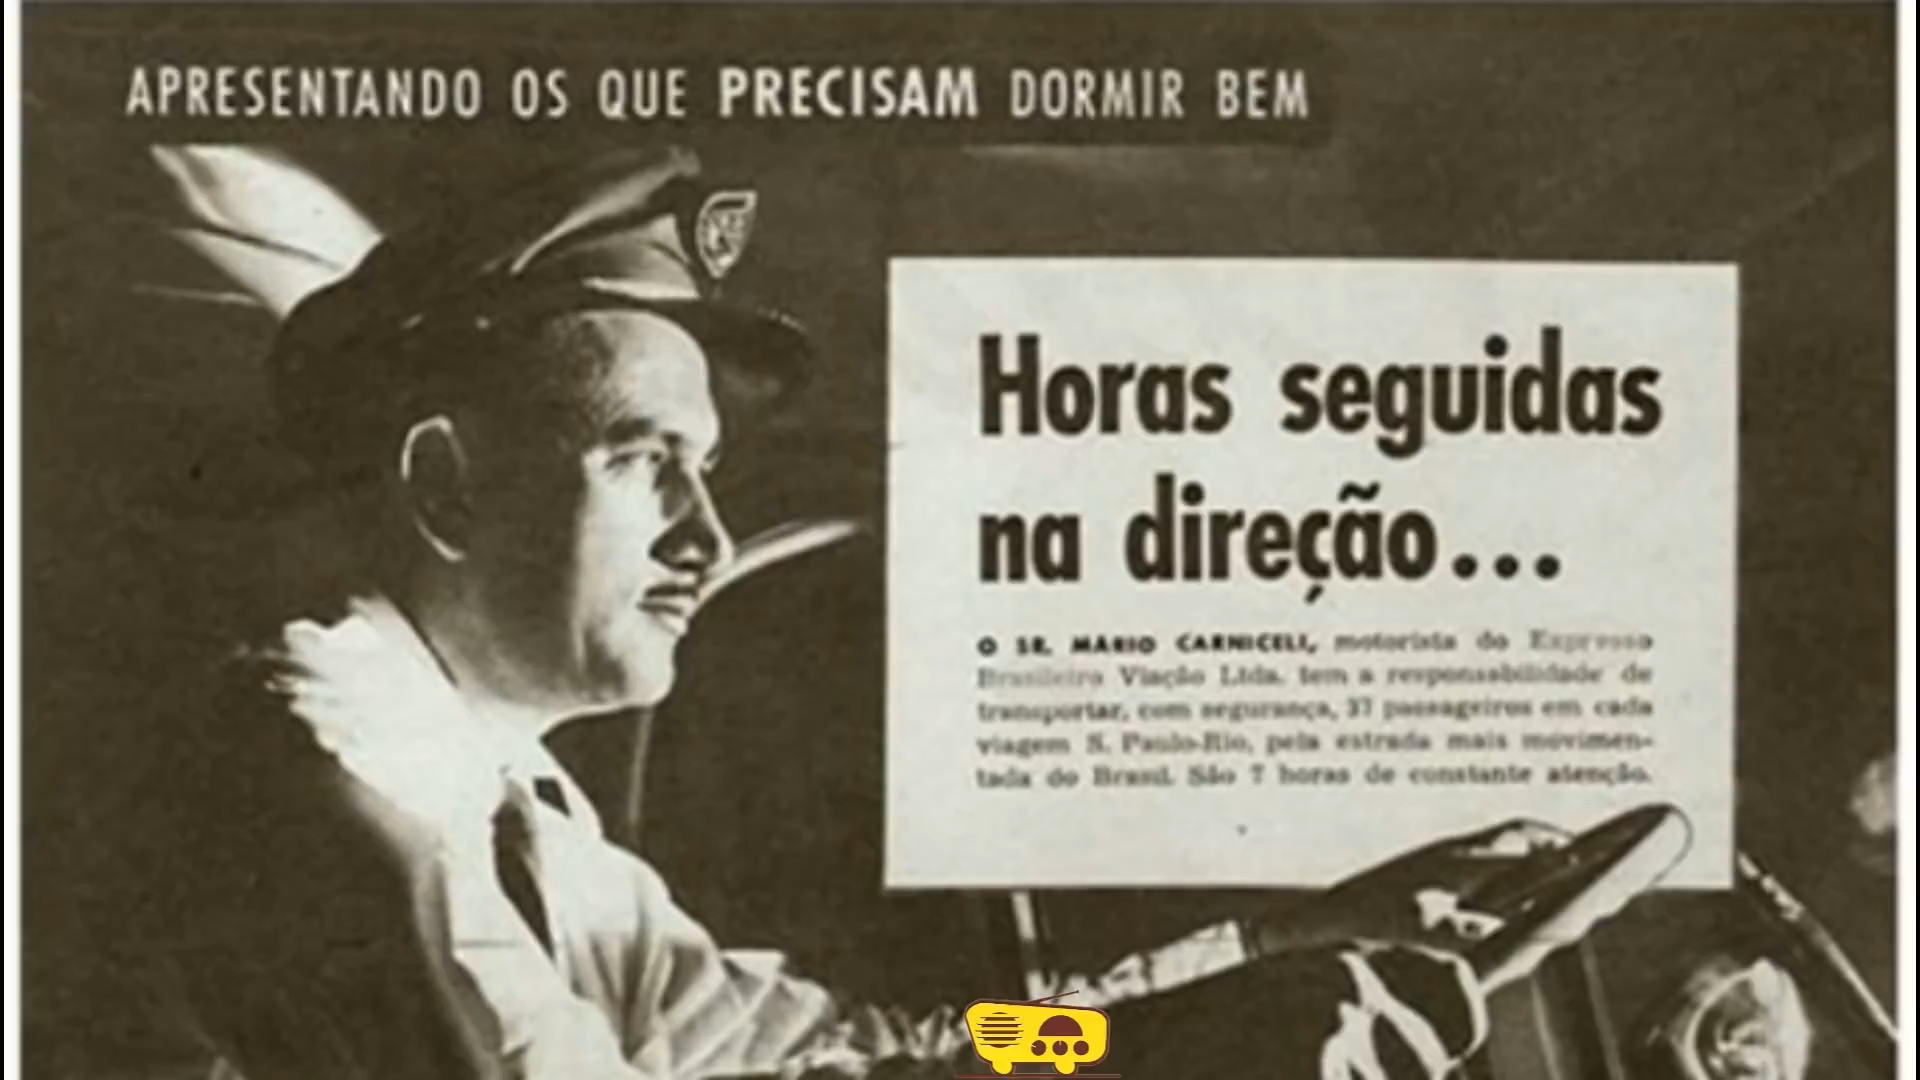 APRESENTANDO OS QUE PRECISAM DORMIR BEM
Horas seguidas
na direção...
O SR. MARIO CARNICELI, motorista do Expresso
Brasileiro Viação Ltda. tem a responsabilidade de
transportar, com segurança, 37 passageiros em cada
viagem S. Paulo-Rio, pela estrada mais movimen-
tada do Brasil. São 7 horas de constante atenção.